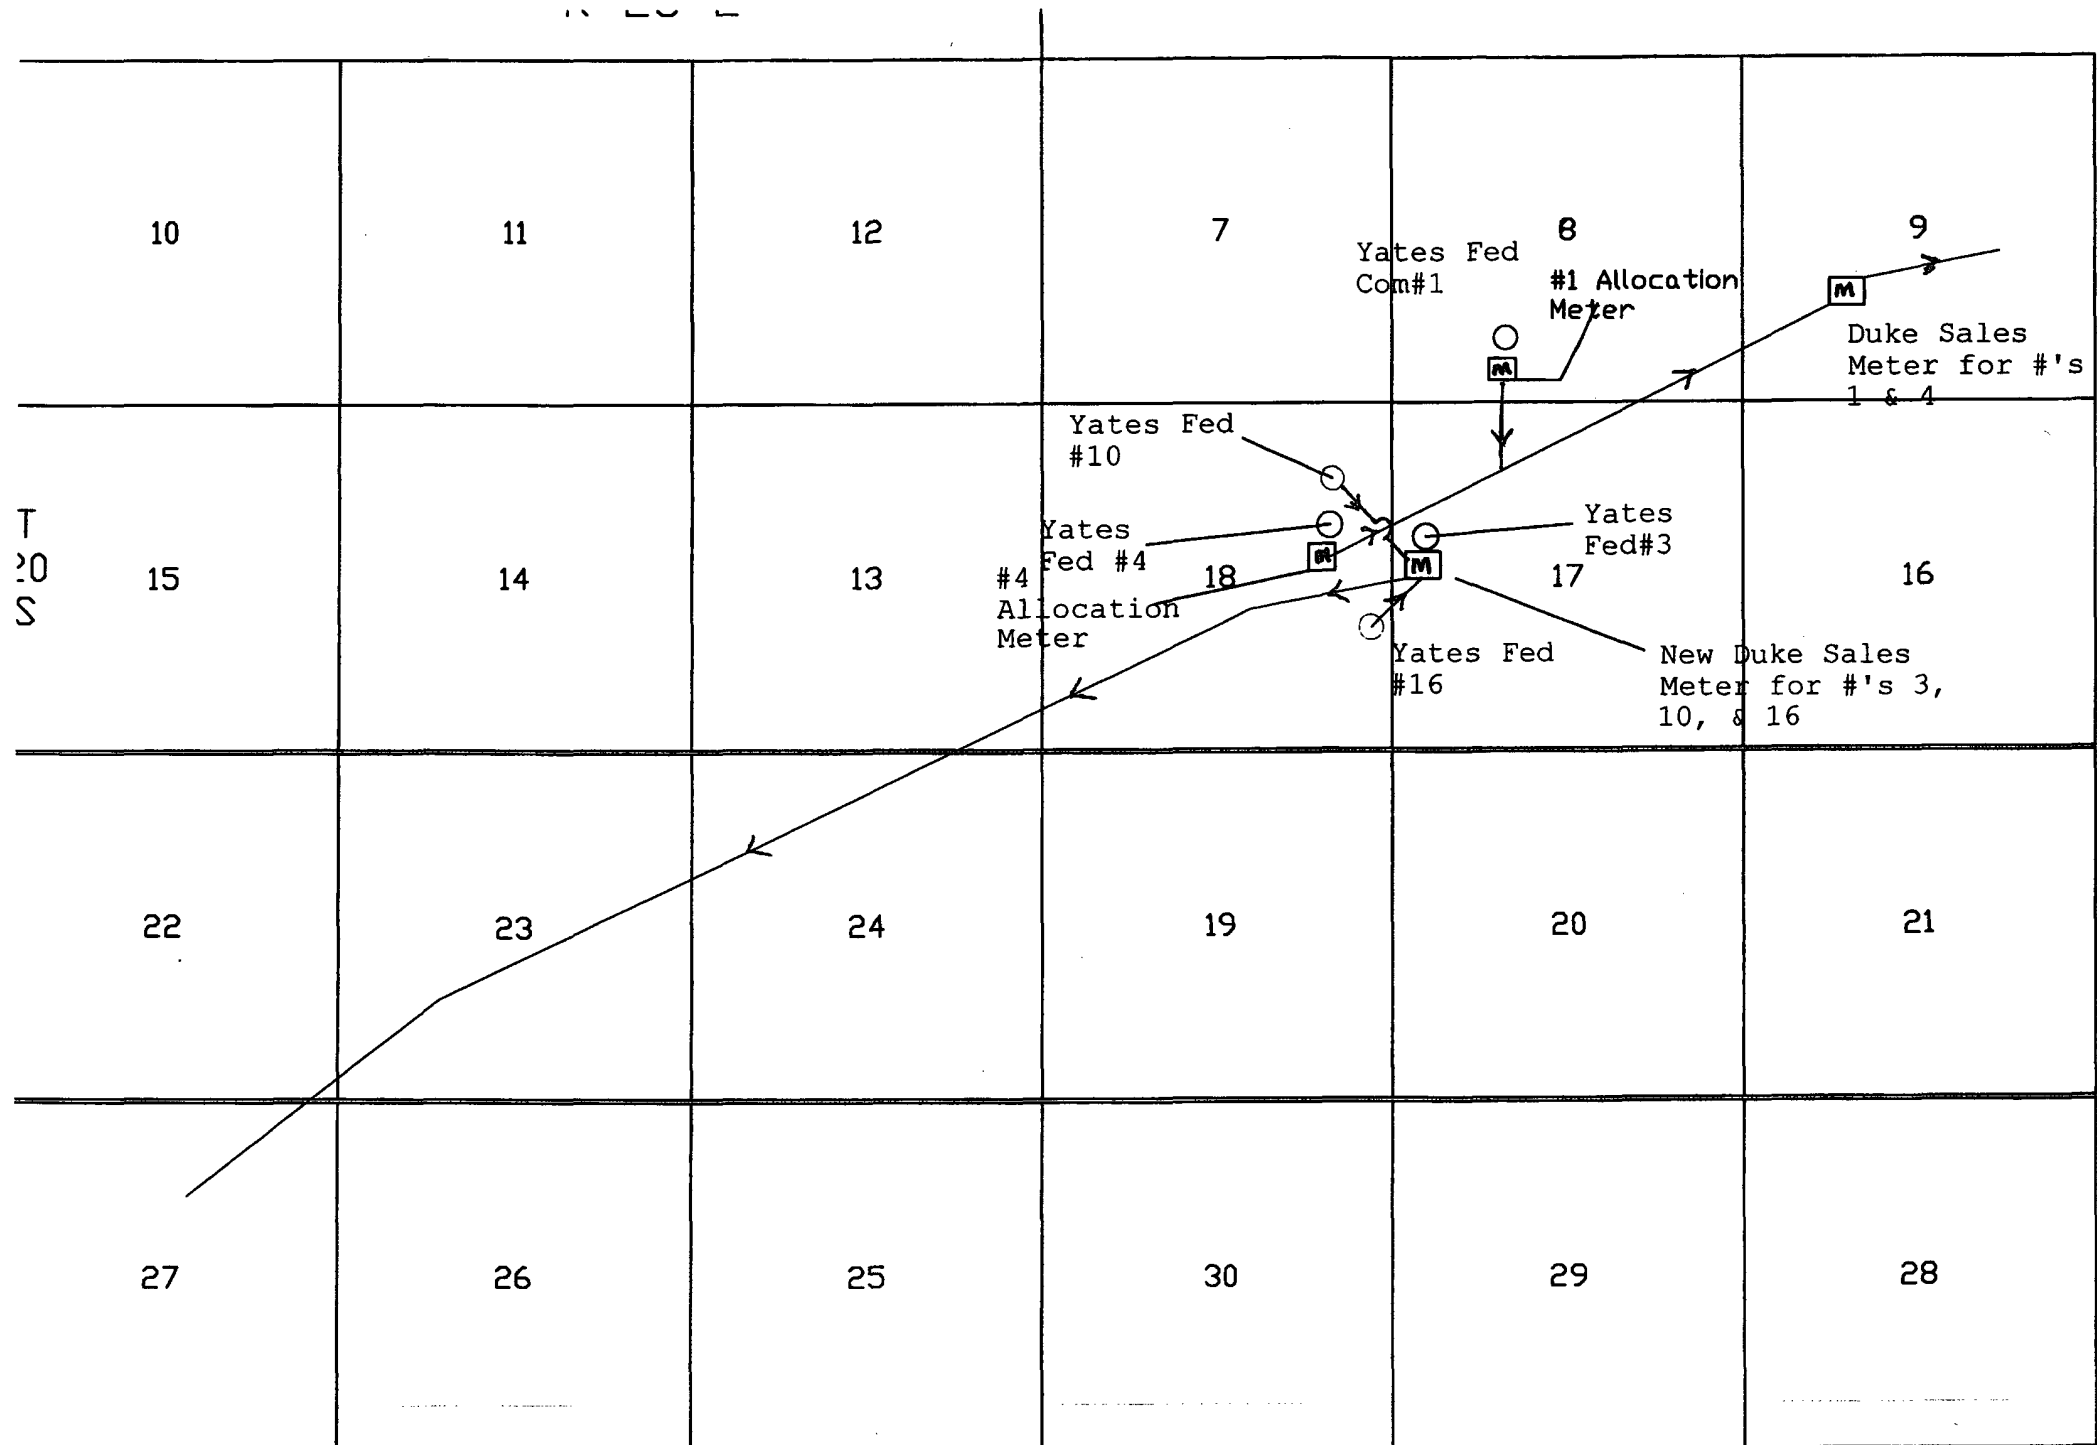 10
11
12
7
8
9
Yates Fed
Com#1
#1 Allocation
Meter
M
M
Duke Sales
Meter for #'s
1 & 4
Yates Fed
#10
T
S
15
14
13
18
17
16
Yates
Fed #4
M
#4
Allocation
Meter
Yates
Fed#3
M
Yates Fed
#16
New Duke Sales
Meter for #'s 3,
10, & 16
22
23
24
19
20
21
27
26
25
30
29
28